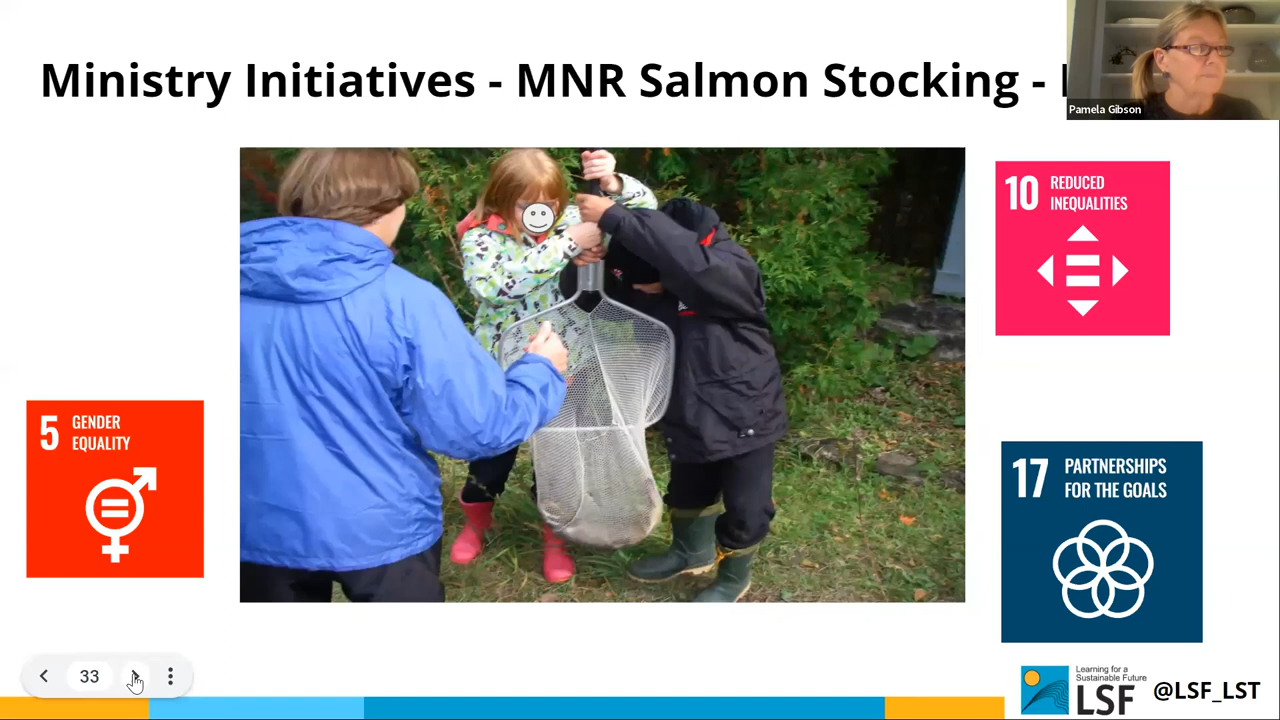 Ministry Initiatives - MNR Salmon Stocking -
Pamela Gibson
10 REDUCED
INEQUALITIES
5 GENDER
EQUALITY
17 PARTNERSHIPS
FOR THE GOALS
33
Learning for a
Sustainable Future
LSF
@LSF_LST